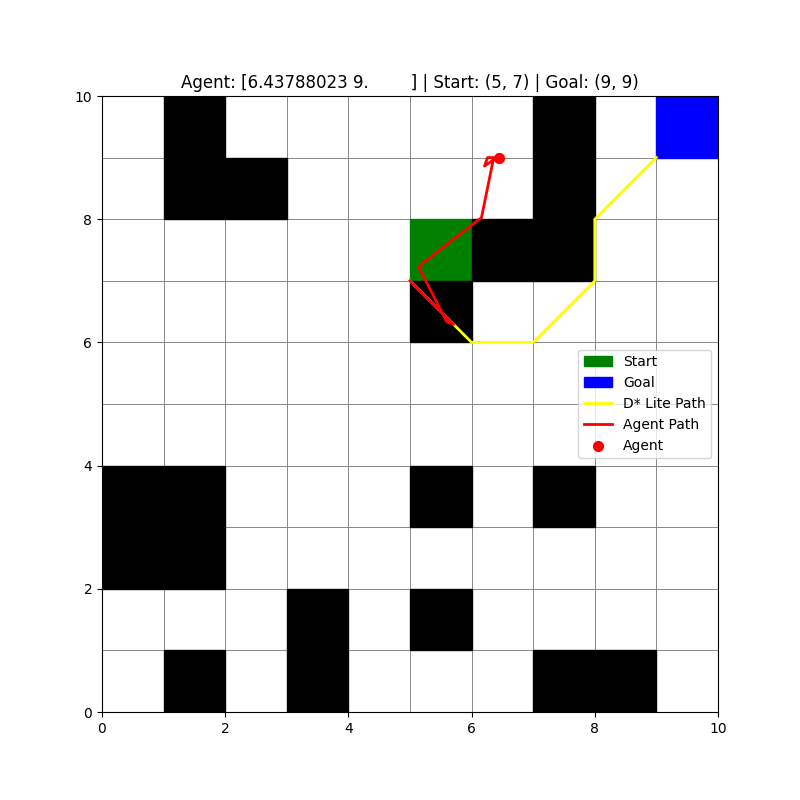 Agent: [6.43788023 9.        ] | Start: (5, 7) | Goal: (9, 9)
10
8
6
4
2
0
Start
Goal
D* Lite Path
Agent Path
Agent
0 2 4 6 8 10